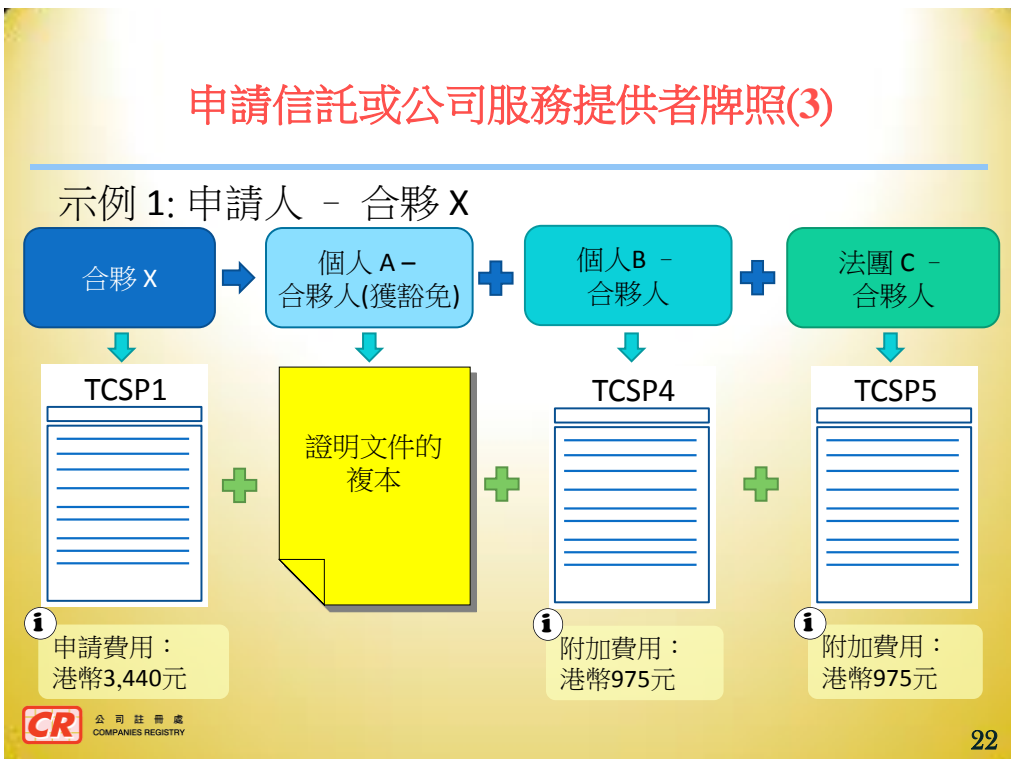 申請信託或公司服務提供者牌照(3)
示例 1: 申請人 – 合夥 X
合夥 X
個人 A –
合夥人(獲豁免)
個人B –
合夥人
法團 C –
合夥人
TCSP1
證明文件的
複本
TCSP4
TCSP5
i
申請費用：
港幣3,440元
i
附加費用：
港幣975元
i
附加費用：
港幣975元
CR
公司註冊處
COMPANIES REGISTRY
22